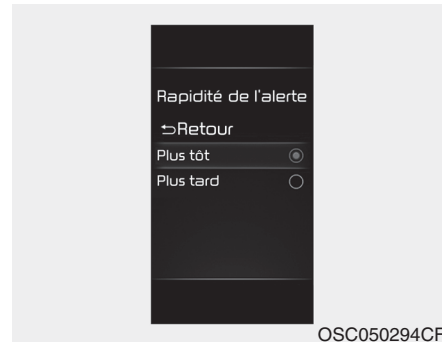 Rapidité de l'alerte
⮌Retour
Plus tôt
Plus tard
OSC050294CF